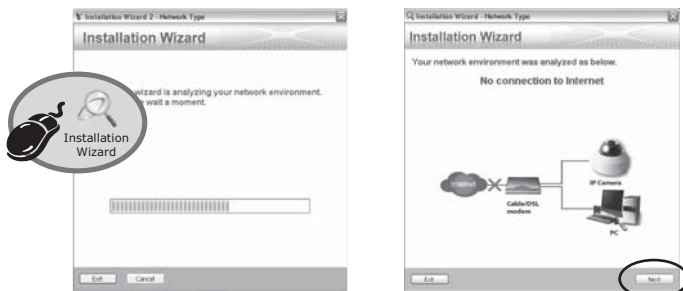 Installation Wizard 2 - Network Type
Installation Wizard
wizard is analyzing your network environment.
wait a moment.
Installation
Wizard
Exit
Cancel
Installation Wizard - Network Type
Installation Wizard
Your network environment was analyzed as below.
No connection to Internet
Internet
Cable/DSL
modem
IP Camera
PC
Exit
Next